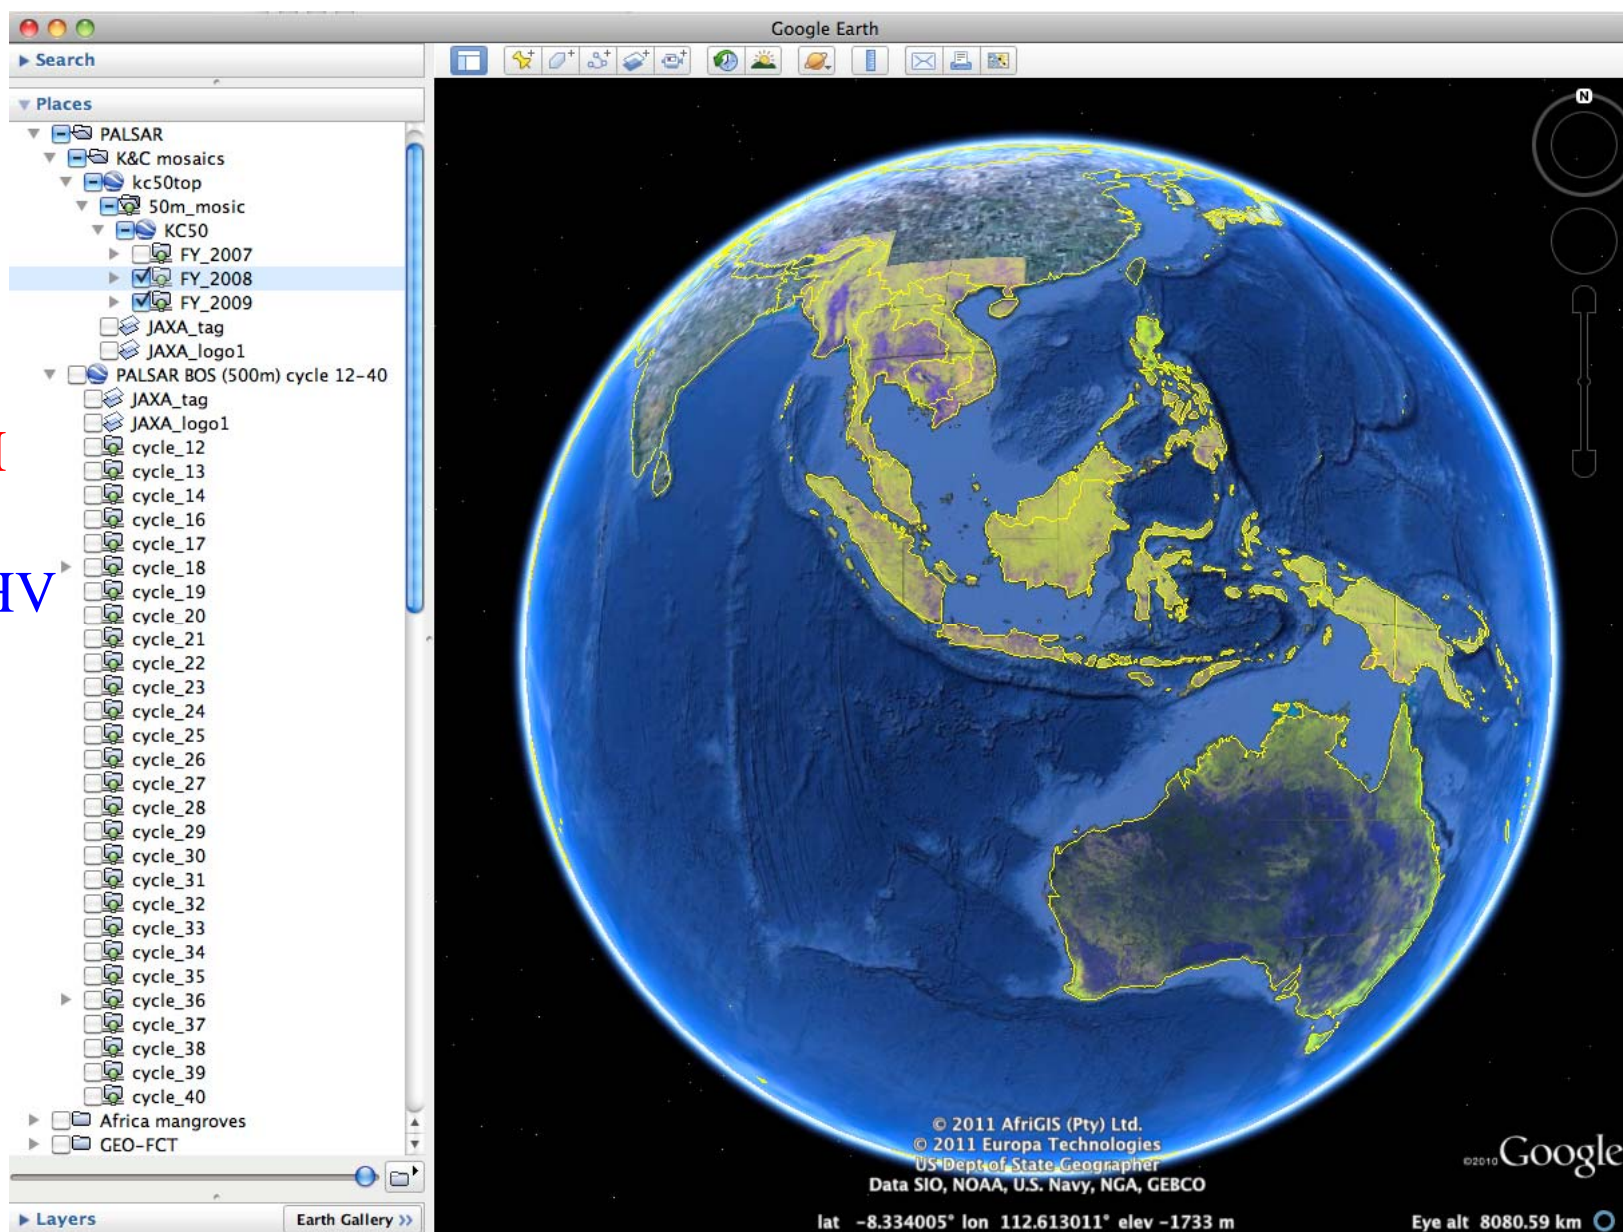 Google Earth
Search
Places
PALSAR
K&C mosaics
kc50top
50m_mosic
KC50
FY_2007
FY_2008
FY_2009
JAXA_tag
JAXA_logo1
PALSAR BOS (500m) cycle 12-40
JAXA_tag
JAXA_logo1
cycle_12
cycle_13
cycle_14
cycle_16
cycle_17
cycle_18
HV
cycle_19
cycle_20
cycle_21
cycle_22
cycle_23
cycle_24
cycle_25
cycle_26
cycle_27
cycle_28
cycle_29
cycle_30
cycle_31
cycle_32
cycle_33
cycle_34
cycle_35
cycle_36
cycle_37
cycle_38
cycle_39
cycle_40
Africa mangroves
GEO-FCT
Layers
Earth Gallery >>
N
© 2011 AfriGIS (Pty) Ltd.
© 2011 Europa Technologies
US Dept of State Geographer
Data SIO, NOAA, U.S. Navy, NGA, GEBCO
©2010 Google
lat -8.334005° lon 112.613011° elev -1733 m
Eye alt 8080.59 km